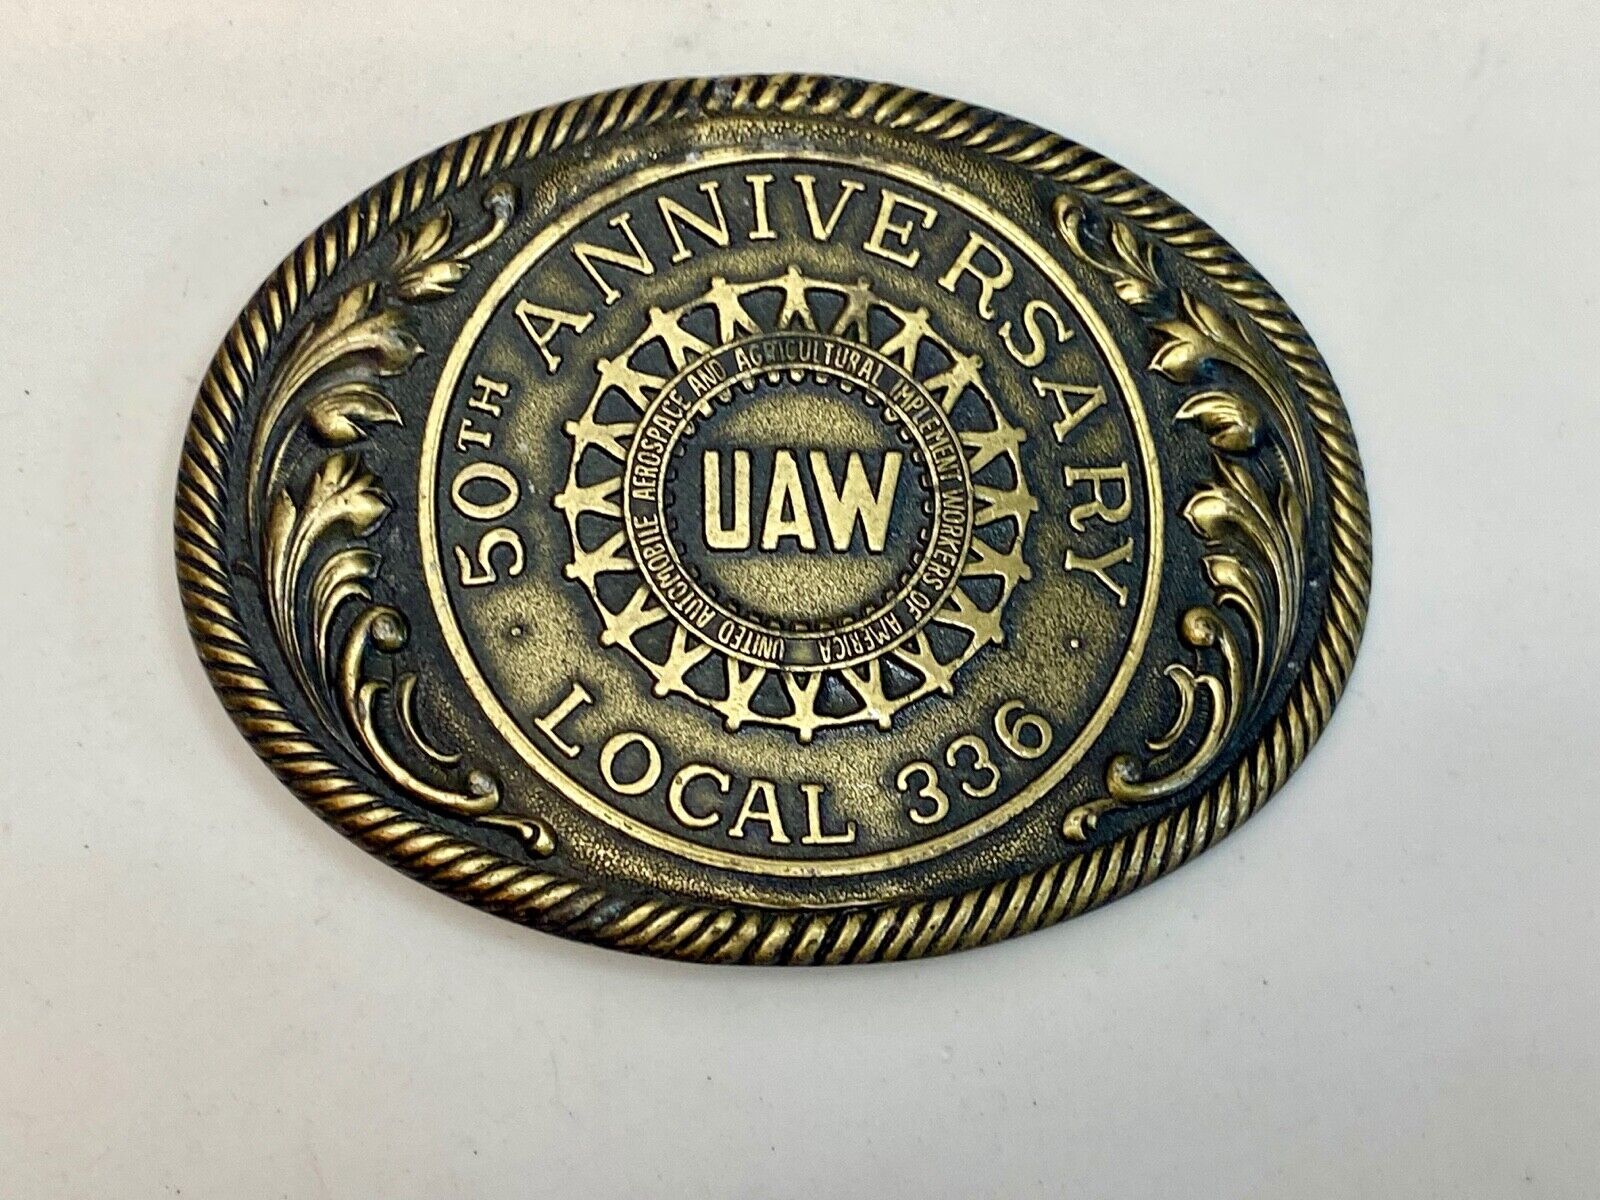 50TH ANNIVERSARY
UNITED AUTOMOBILE AEROSPACE AND AGRICULTURAL IMPLEMENT WORKERS OF AMERICA
UAW
LOCAL 336